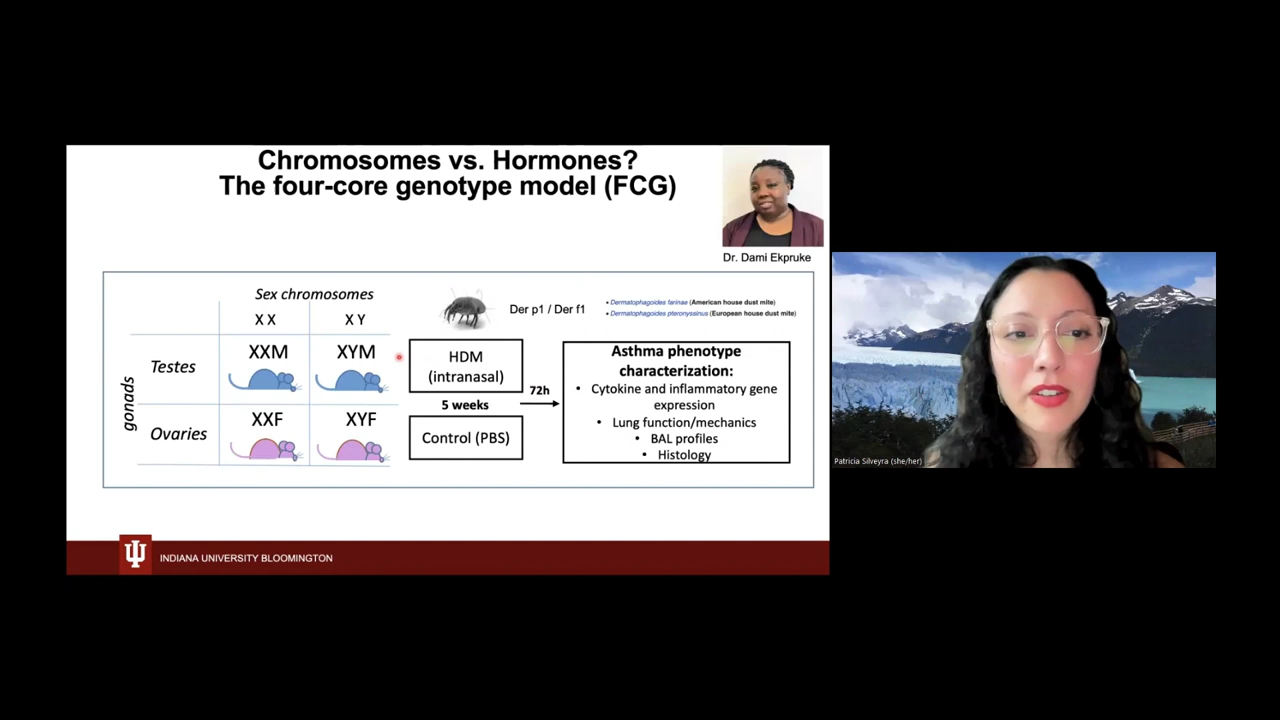 Chromosomes vs. Hormones?
The four-core genotype model (FCG)
Dr. Dami Ekpruke
Sex chromosomes
X X
X Y
gonads
Testes
XXM
XYM
Ovaries
XXF
XYF
Der p1 / Der f1
• Dermatophagoides farinae (American house dust mite)
• Dermatophagoides pteronyssinus (European house dust mite)
HDM
(intranasal)
5 weeks
Control (PBS)
72h
Asthma phenotype
characterization:
• Cytokine and inflammatory gene
expression
• Lung function/mechanics
• BAL profiles
• Histology
INDIANA UNIVERSITY BLOOMINGTON
Patricia Silveyra (she/her)